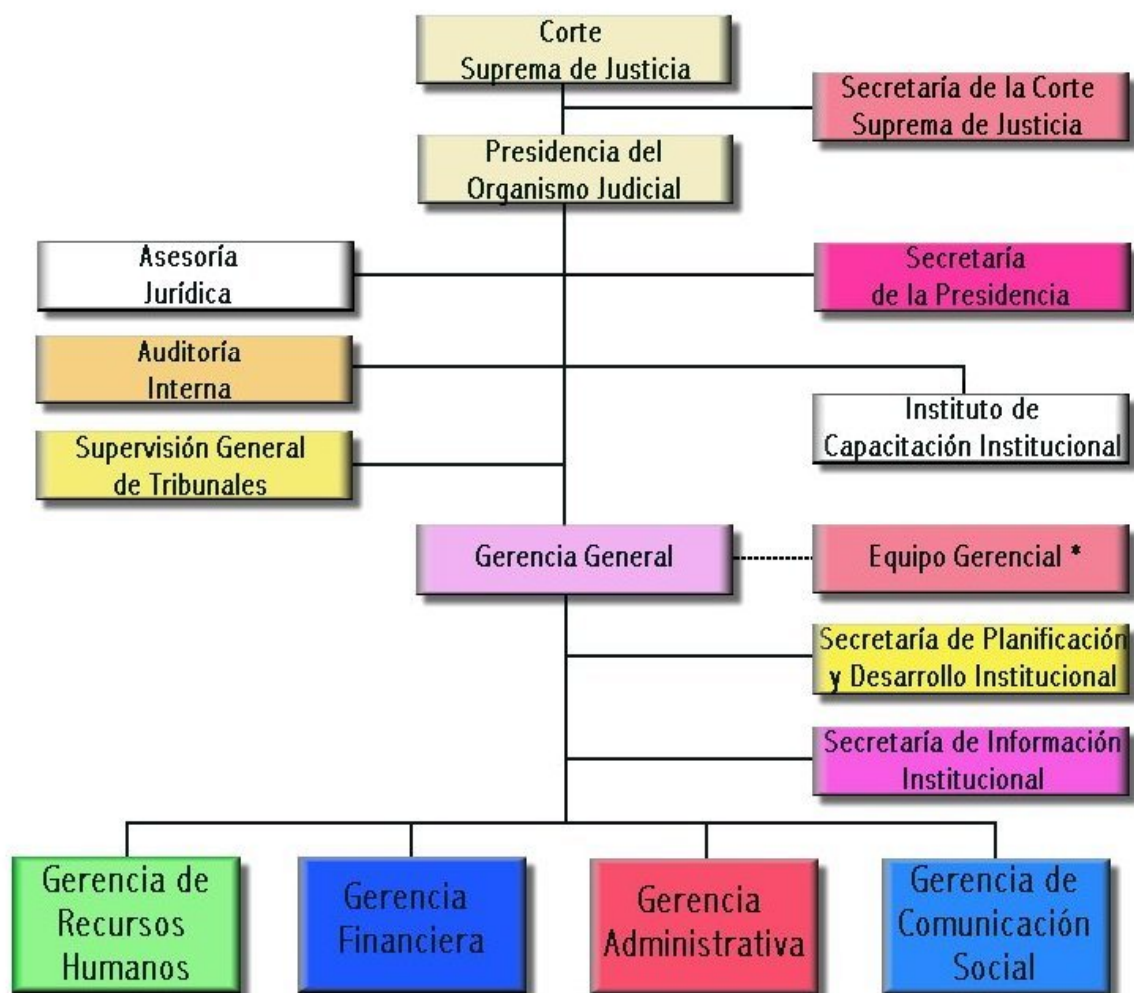 Corte
Suprema de Justicia
Secretaría de la Corte
Suprema de Justicia
Presidencia del
Organismo Judicial
Asesoría
Jurídica
Secretaría
de la Presidencia
Auditoría
Interna
Instituto de
Capacitación Institucional
Supervisión General
de Tribunales
Gerencia General
Equipo Gerencial *
Secretaría de Planificación
y Desarrollo Institucional
Secretaría de Información
Institucional
Gerencia de
Recursos
Humanos
Gerencia
Financiera
Gerencia
Administrativa
Gerencia de
Comunicación
Social